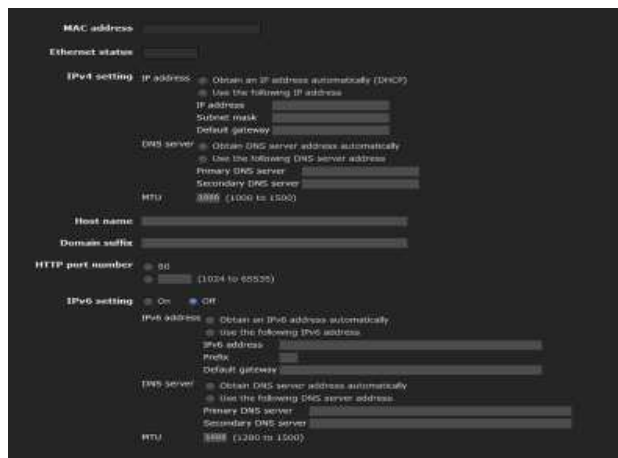 MAC address
Ethernet status
IPv4 setting IP address Obtain an IP address automatically (DHCP)
Use the following IP address
IP address
Subnet mask
Default gateway
DNS server Obtain DNS server address automatically
Use the following DNS server address
Primary DNS server
Secondary DNS server
MTU (1000 to 1500)
Host name
Domain suffix
HTTP port number 80
(1024 to 65535)
IPv6 setting On Off
IPv6 address Obtain an IPv6 address automatically
Use the following IPv6 address
IPv6 address
Prefix
Default gateway
DNS server Obtain DNS server address automatically
Use the following DNS server address
Primary DNS server
Secondary DNS server
MTU (1280 to 1500)